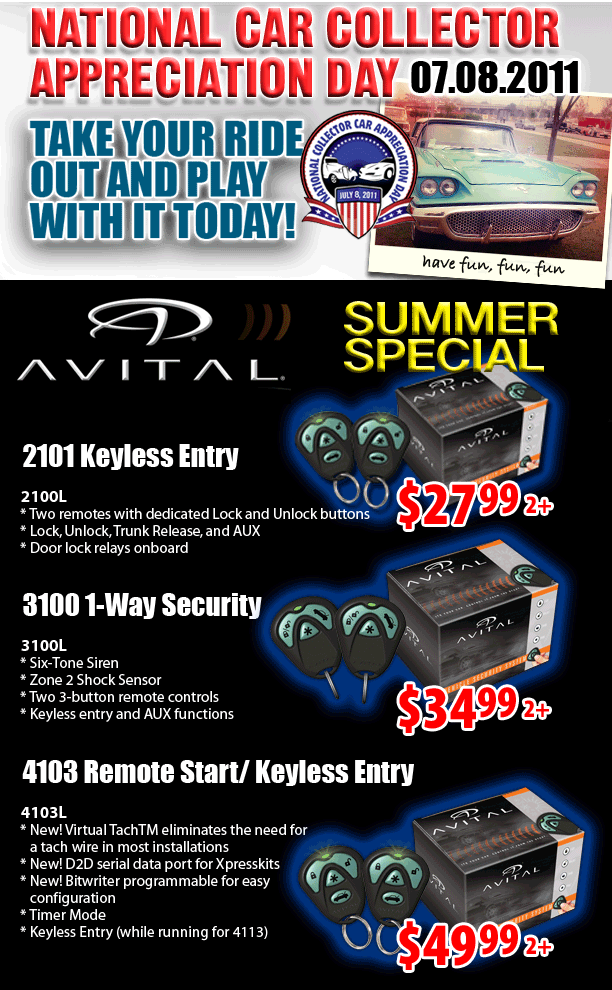 NATIONAL CAR COLLECTOR
APPRECIATION DAY 07.08.2011
TAKE YOUR RIDE
OUT AND PLAY
WITH IT TODAY!
NATIONAL COLLECTOR CAR APPRECIATION DAY
JULY 8, 2011
have fun, fun, fun
AVITAL®
SUMMER
SPECIAL
2101 Keyless Entry
2100L
* Two remotes with dedicated Lock and Unlock buttons
* Lock, Unlock, Trunk Release, and AUX
* Door lock relays onboard
AVITAL
$27.99 2+
3100 1-Way Security
3100L
* Six-Tone Siren
* Zone 2 Shock Sensor
* Two 3-button remote controls
* Keyless entry and AUX functions
AVITAL
VEHICLE SECURITY SYSTEM
$34.99 2+
4103 Remote Start/ Keyless Entry
4103L
* New! Virtual TachTM eliminates the need for
a tach wire in most installations
* New! D2D serial data port for Xpresskits
* New! Bitwriter programmable for easy
configuration
* Timer Mode
* Keyless Entry (while running for 4113)
AVITAL
$49.99 2+